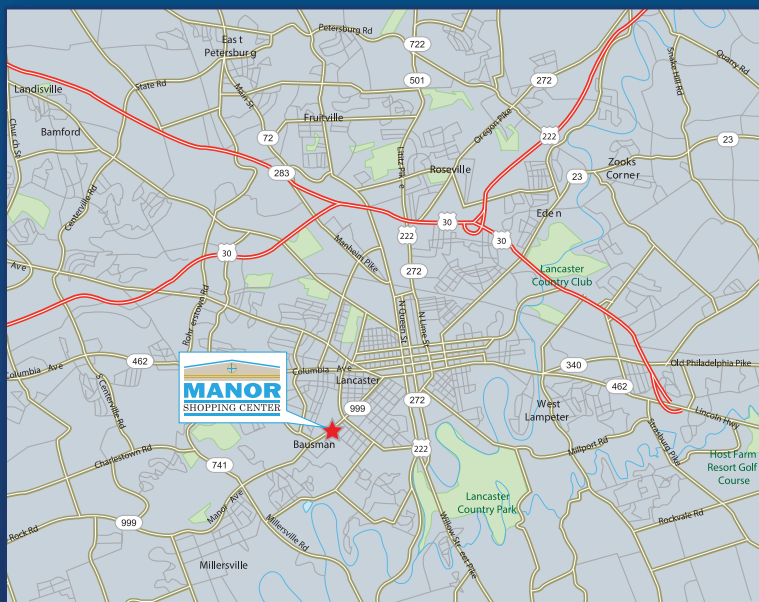 Petersburg Rd
East
Petersburg
722
Quarry Rd
Snake Hill Rd
Landisville
State Rd
501
272
Main St
Church St
Bamford
Fruitville
Oregon Pike
72
222
23
Lititz Pike
Roseville
Zooks
Corner
283
23
Centerville Rd
Eden
30
222
30
Manheim Pike
30
Ave
272
Lancaster
Country Club
Rohrerstown Rd
N Queen St
N Lime St
462
Columbia Ave
Columbia Ave
340
Old Philadelphia Pike
MANOR
SHOPPING CENTER
Lancaster
462
S Centerville Rd
999
272
West
Lampeter
Lincoln Hwy
Bausman
222
Strasburg Pike
Millport Rd
Charlestown Rd
741
Host Farm
Resort Golf
Course
Manor Ave
Lancaster
Country Park
Rock Rd
999
Millersville Rd
Willow Street Pike
Rockvale Rd
Millersville